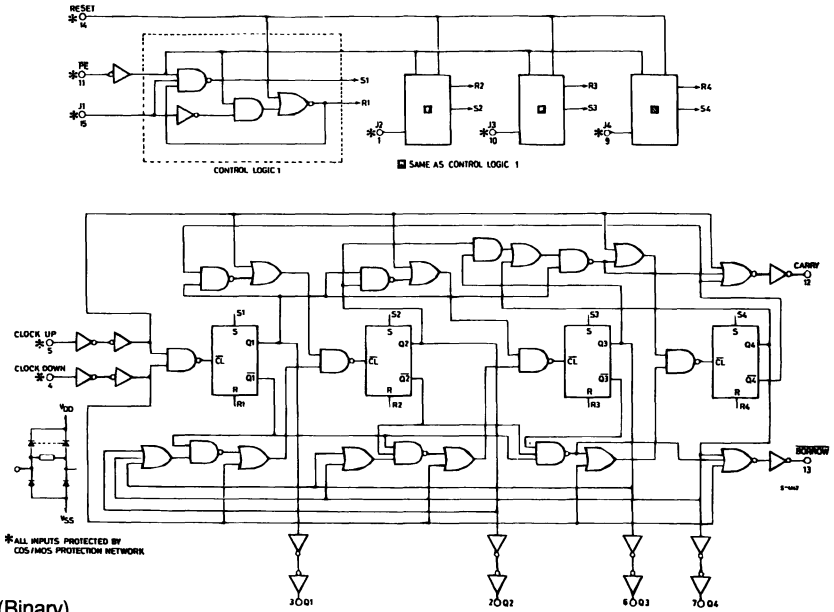 RESET
14
PE
11
J1
15
S1
R1
CONTROL LOGIC 1
R2
S2
J2
1
R3
S3
J3
10
R4
S4
J4
9
SAME AS CONTROL LOGIC 1
CARRY
12
CLOCK UP
5
CLOCK DOWN
4
S1
S
Q1
CL
Q1
R
R1
S2
S
Q2
CL
Q2
R
R2
S3
S
Q3
CL
Q3
R
R3
S4
S
Q4
CL
Q4
R
R4
VDD
VSS
BORROW
13
* ALL INPUTS PROTECTED BY
COS/MOS PROTECTION NETWORK
3 Q1
2 Q2
6 Q3
7 Q4
(Binary)